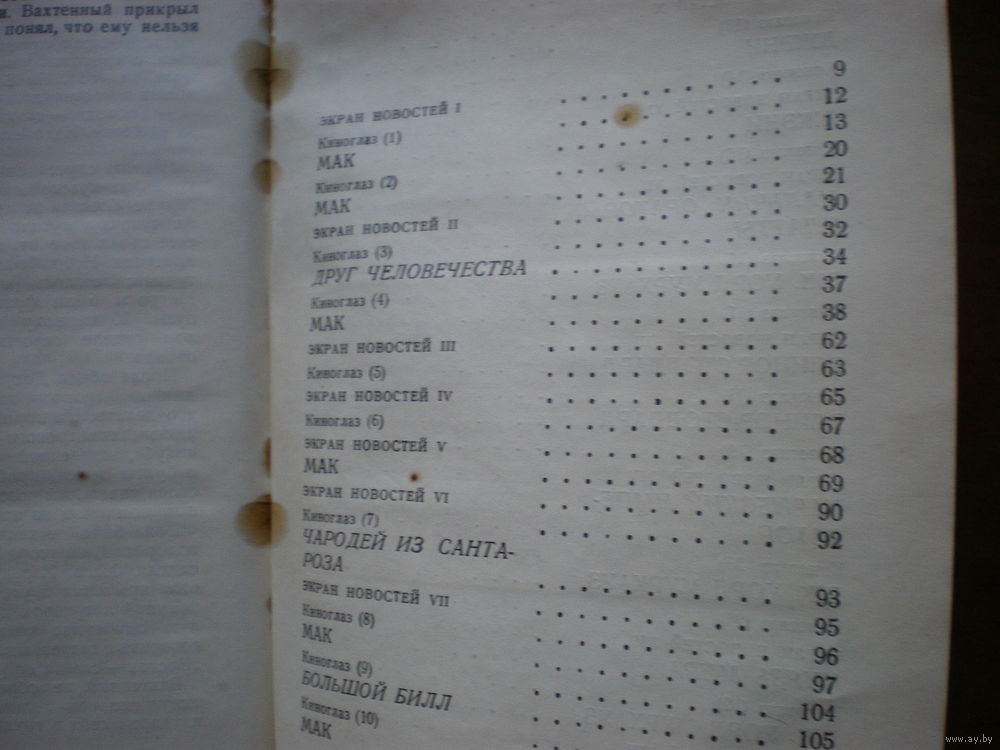 и. Вахтенный прикрыл
понял, что ему нельзя
ЭКРАН НОВОСТЕЙ I . . . . . . . . . . 9
Киноглаз (1) . . . . . . . . . . 12
МАК . . . . . . . . . . 13
Киноглаз (2) . . . . . . . . . . 20
МАК . . . . . . . . . . 21
ЭКРАН НОВОСТЕЙ II . . . . . . . . . . 30
Киноглаз (3) . . . . . . . . . . 32
ДРУГ ЧЕЛОВЕЧЕСТВА . . . . . . . . . . 34
Киноглаз (4) . . . . . . . . . . 37
МАК . . . . . . . . . . 38
ЭКРАН НОВОСТЕЙ III . . . . . . . . . . 62
Киноглаз (5) . . . . . . . . . . 63
ЭКРАН НОВОСТЕЙ IV . . . . . . . . . . 65
Киноглаз (6) . . . . . . . . . . 67
ЭКРАН НОВОСТЕЙ V . . . . . . . . . . 68
МАК . . . . . . . . . . 69
ЭКРАН НОВОСТЕЙ VI . . . . . . . . . . 90
Киноглаз (7) . . . . . . . . . . 92
ЧАРОДЕЙ ИЗ САНТА-
РОЗА . . . . . . . . . . 93
ЭКРАН НОВОСТЕЙ VII . . . . . . . . . . 95
Киноглаз (8) . . . . . . . . . . 96
МАК . . . . . . . . . . 97
Киноглаз (9) . . . . . . . . . . 104
БОЛЬШОЙ БИЛЛ . . . . . . . . . . 105
Киноглаз (10)
МАК
www.ay.by